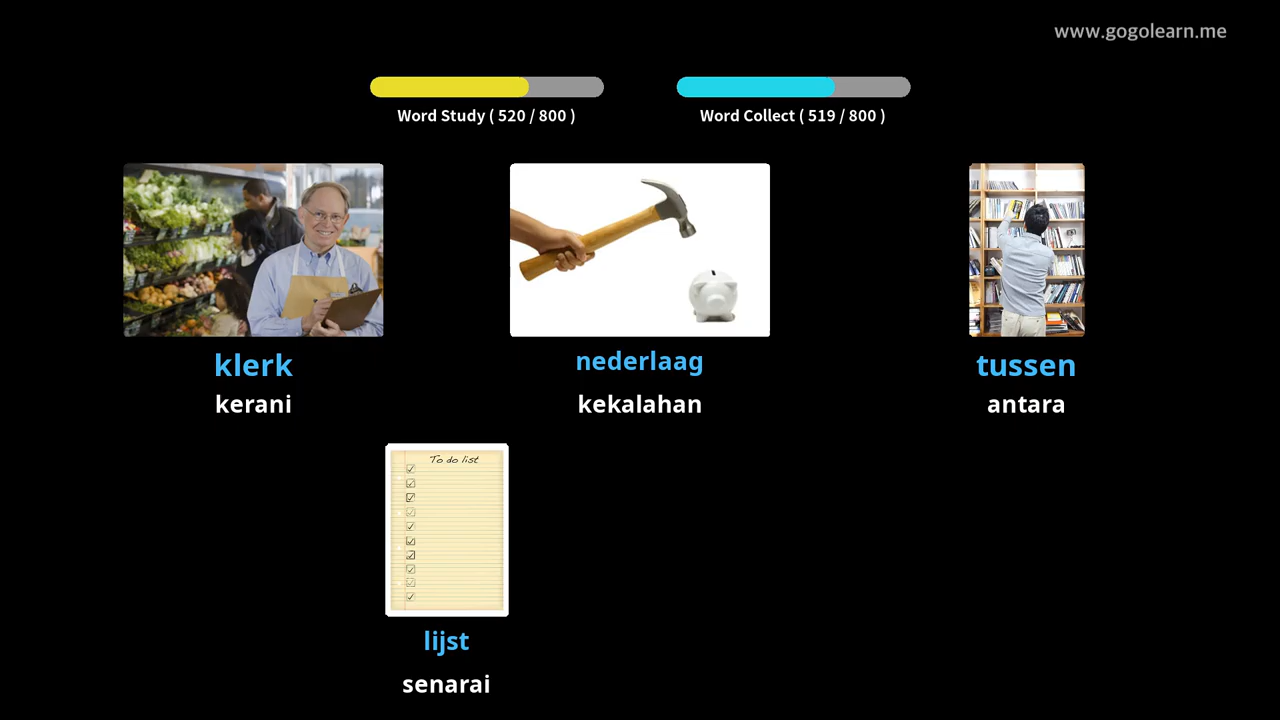 www.gogolearn.me
Word Study ( 520 / 800 )
Word Collect ( 519 / 800 )
klerk
kerani
nederlaag
kekalahan
tussen
antara
To do list
lijst
senarai